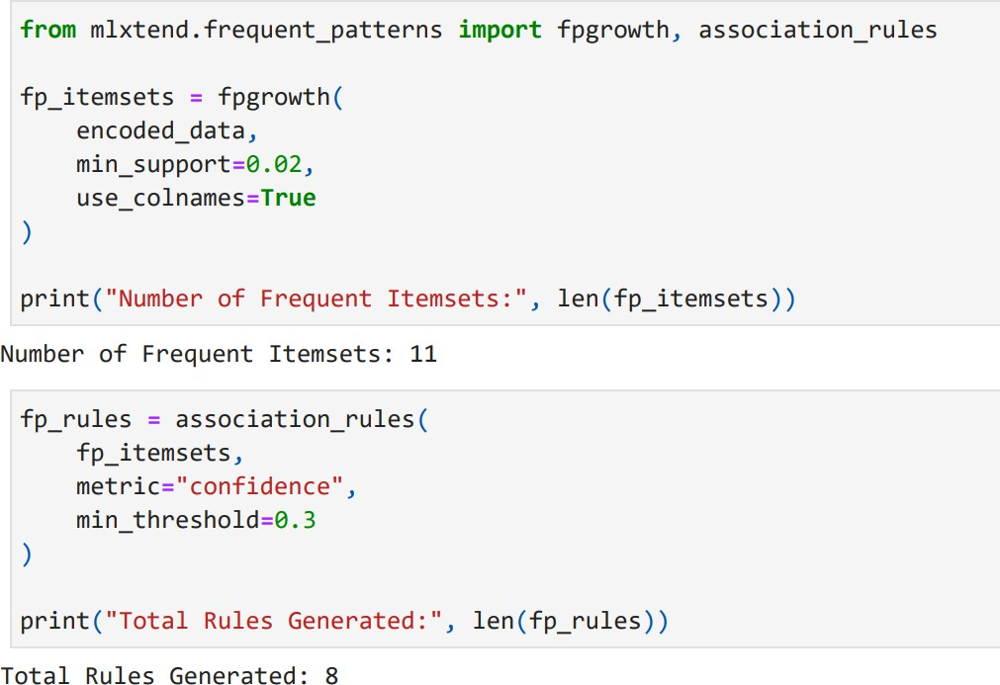 from mlxtend.frequent_patterns import fpgrowth, association_rules
fp_itemsets = fpgrowth(
    encoded_data,
    min_support=0.02,
    use_colnames=True
)
print("Number of Frequent Itemsets:", len(fp_itemsets))
Number of Frequent Itemsets: 11
fp_rules = association_rules(
    fp_itemsets,
    metric="confidence",
    min_threshold=0.3
)
print("Total Rules Generated:", len(fp_rules))
Total Rules Generated: 8